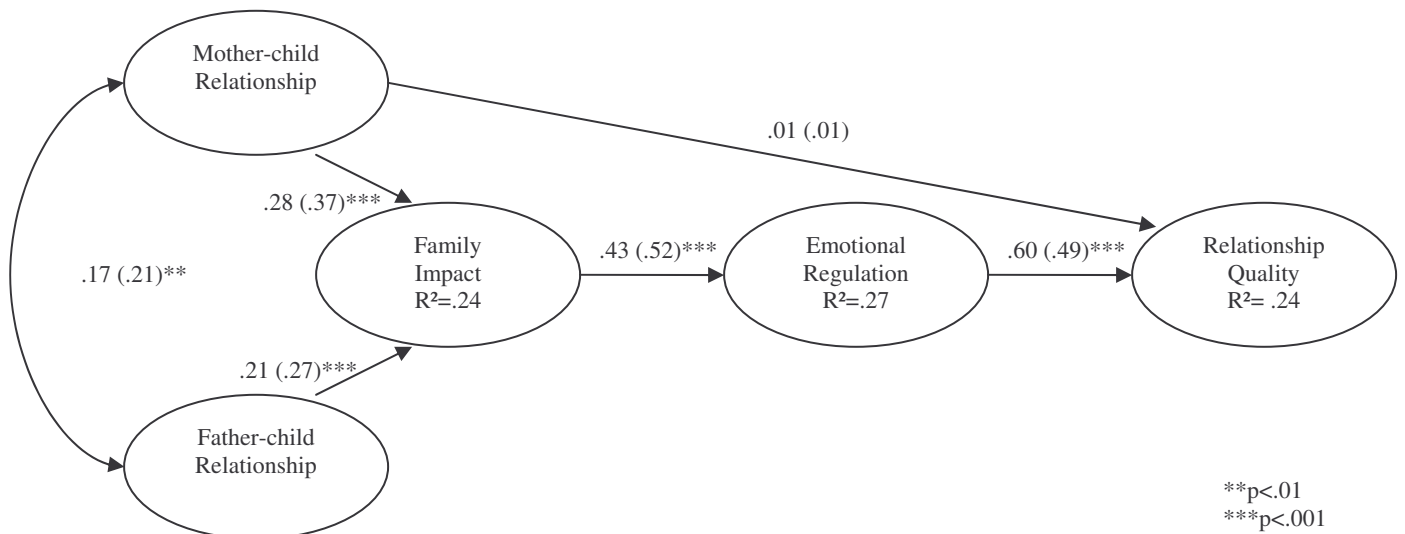 Mother-child
Relationship
.01 (.01)
.28 (.37)***
.17 (.21)**
Family
Impact
R²=.24
.43 (.52)***
Emotional
Regulation
R²=.27
.60 (.49)***
Relationship
Quality
R²= .24
.21 (.27)***
Father-child
Relationship
**p<.01
***p<.001